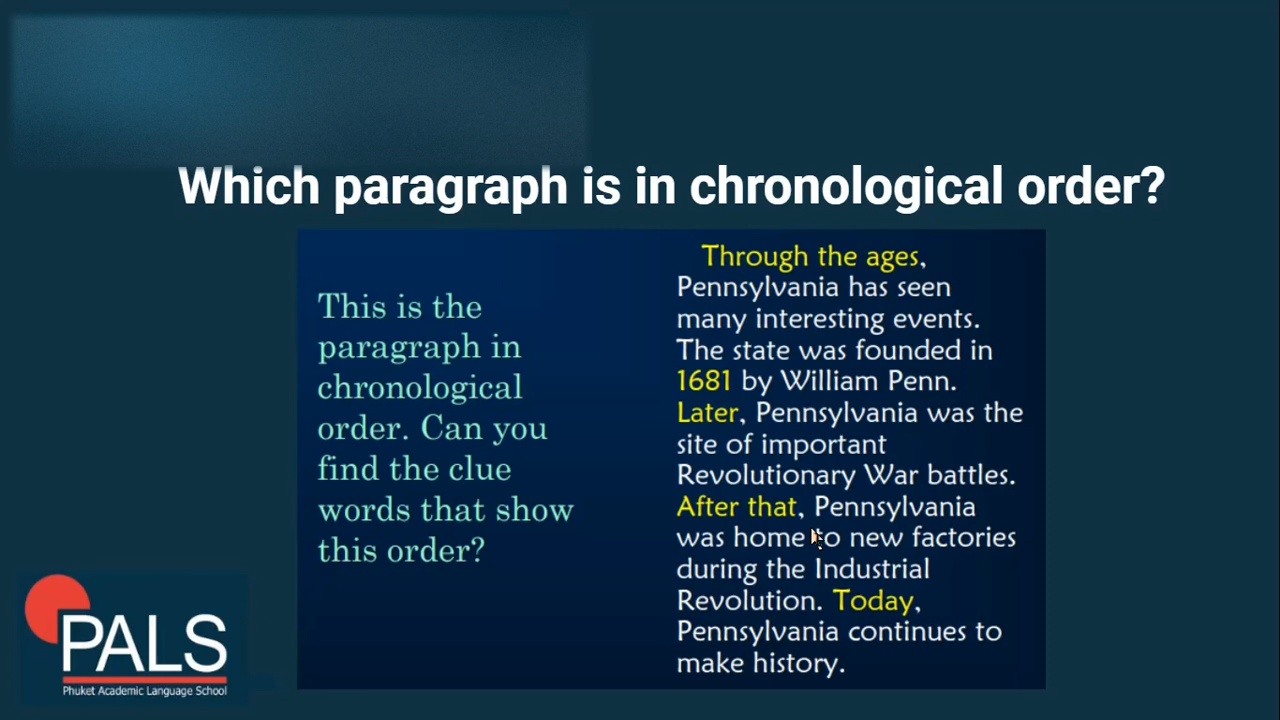 Which paragraph is in chronological order?
This is the
paragraph in
chronological
order. Can you
find the clue
words that show
this order?
Through the ages,
Pennsylvania has seen
many interesting events.
The state was founded in
1681 by William Penn.
Later, Pennsylvania was the
site of important
Revolutionary War battles.
After that, Pennsylvania
was home to new factories
during the Industrial
Revolution. Today,
Pennsylvania continues to
make history.
PALS
Phuket Academic Language School